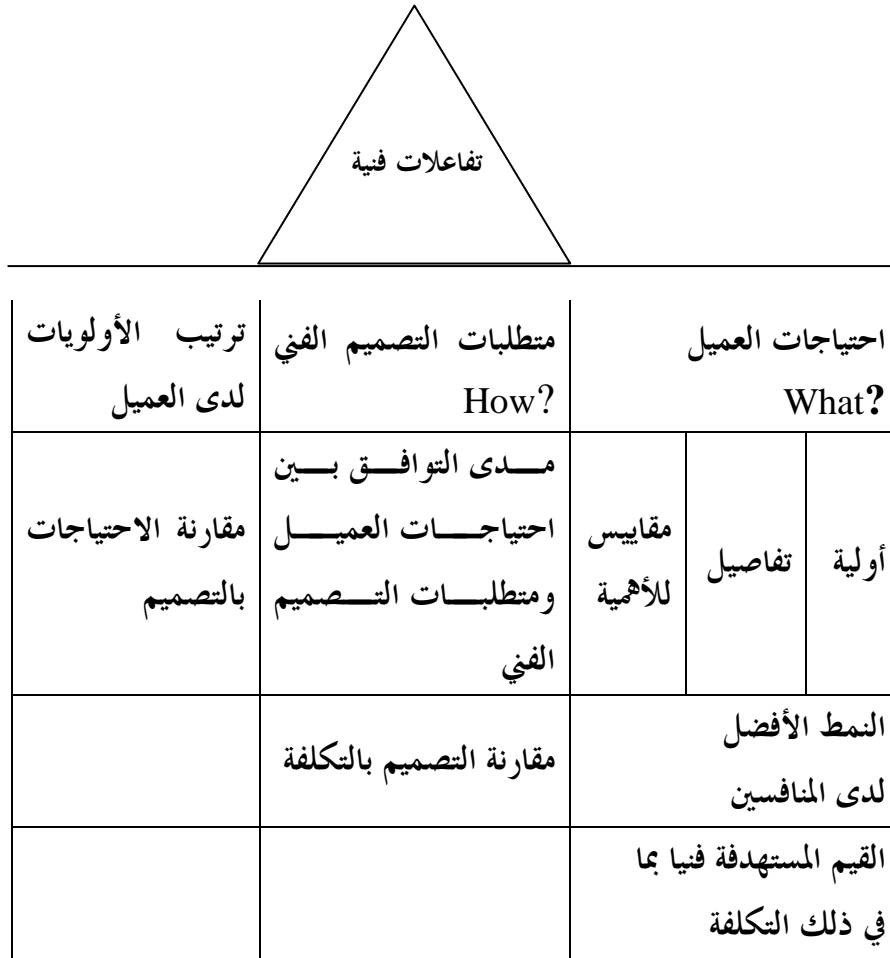 تفاعلات فنية
احتياجات العميل
What?
متطلبات التصميم الفني
How?
ترتيب الأولويات
لدى العميل
أولية
تفاصيل
مقاييس
للأهمية
مدى التوافق بين
احتياجات العميل
ومتطلبات التصميم
الفني
مقارنة الاحتياجات
بالتصميم
النمط الأفضل
لدى المنافسين
مقارنة التصميم بالتكلفة
القيم المستهدفة فنيا بما
في ذلك التكلفة